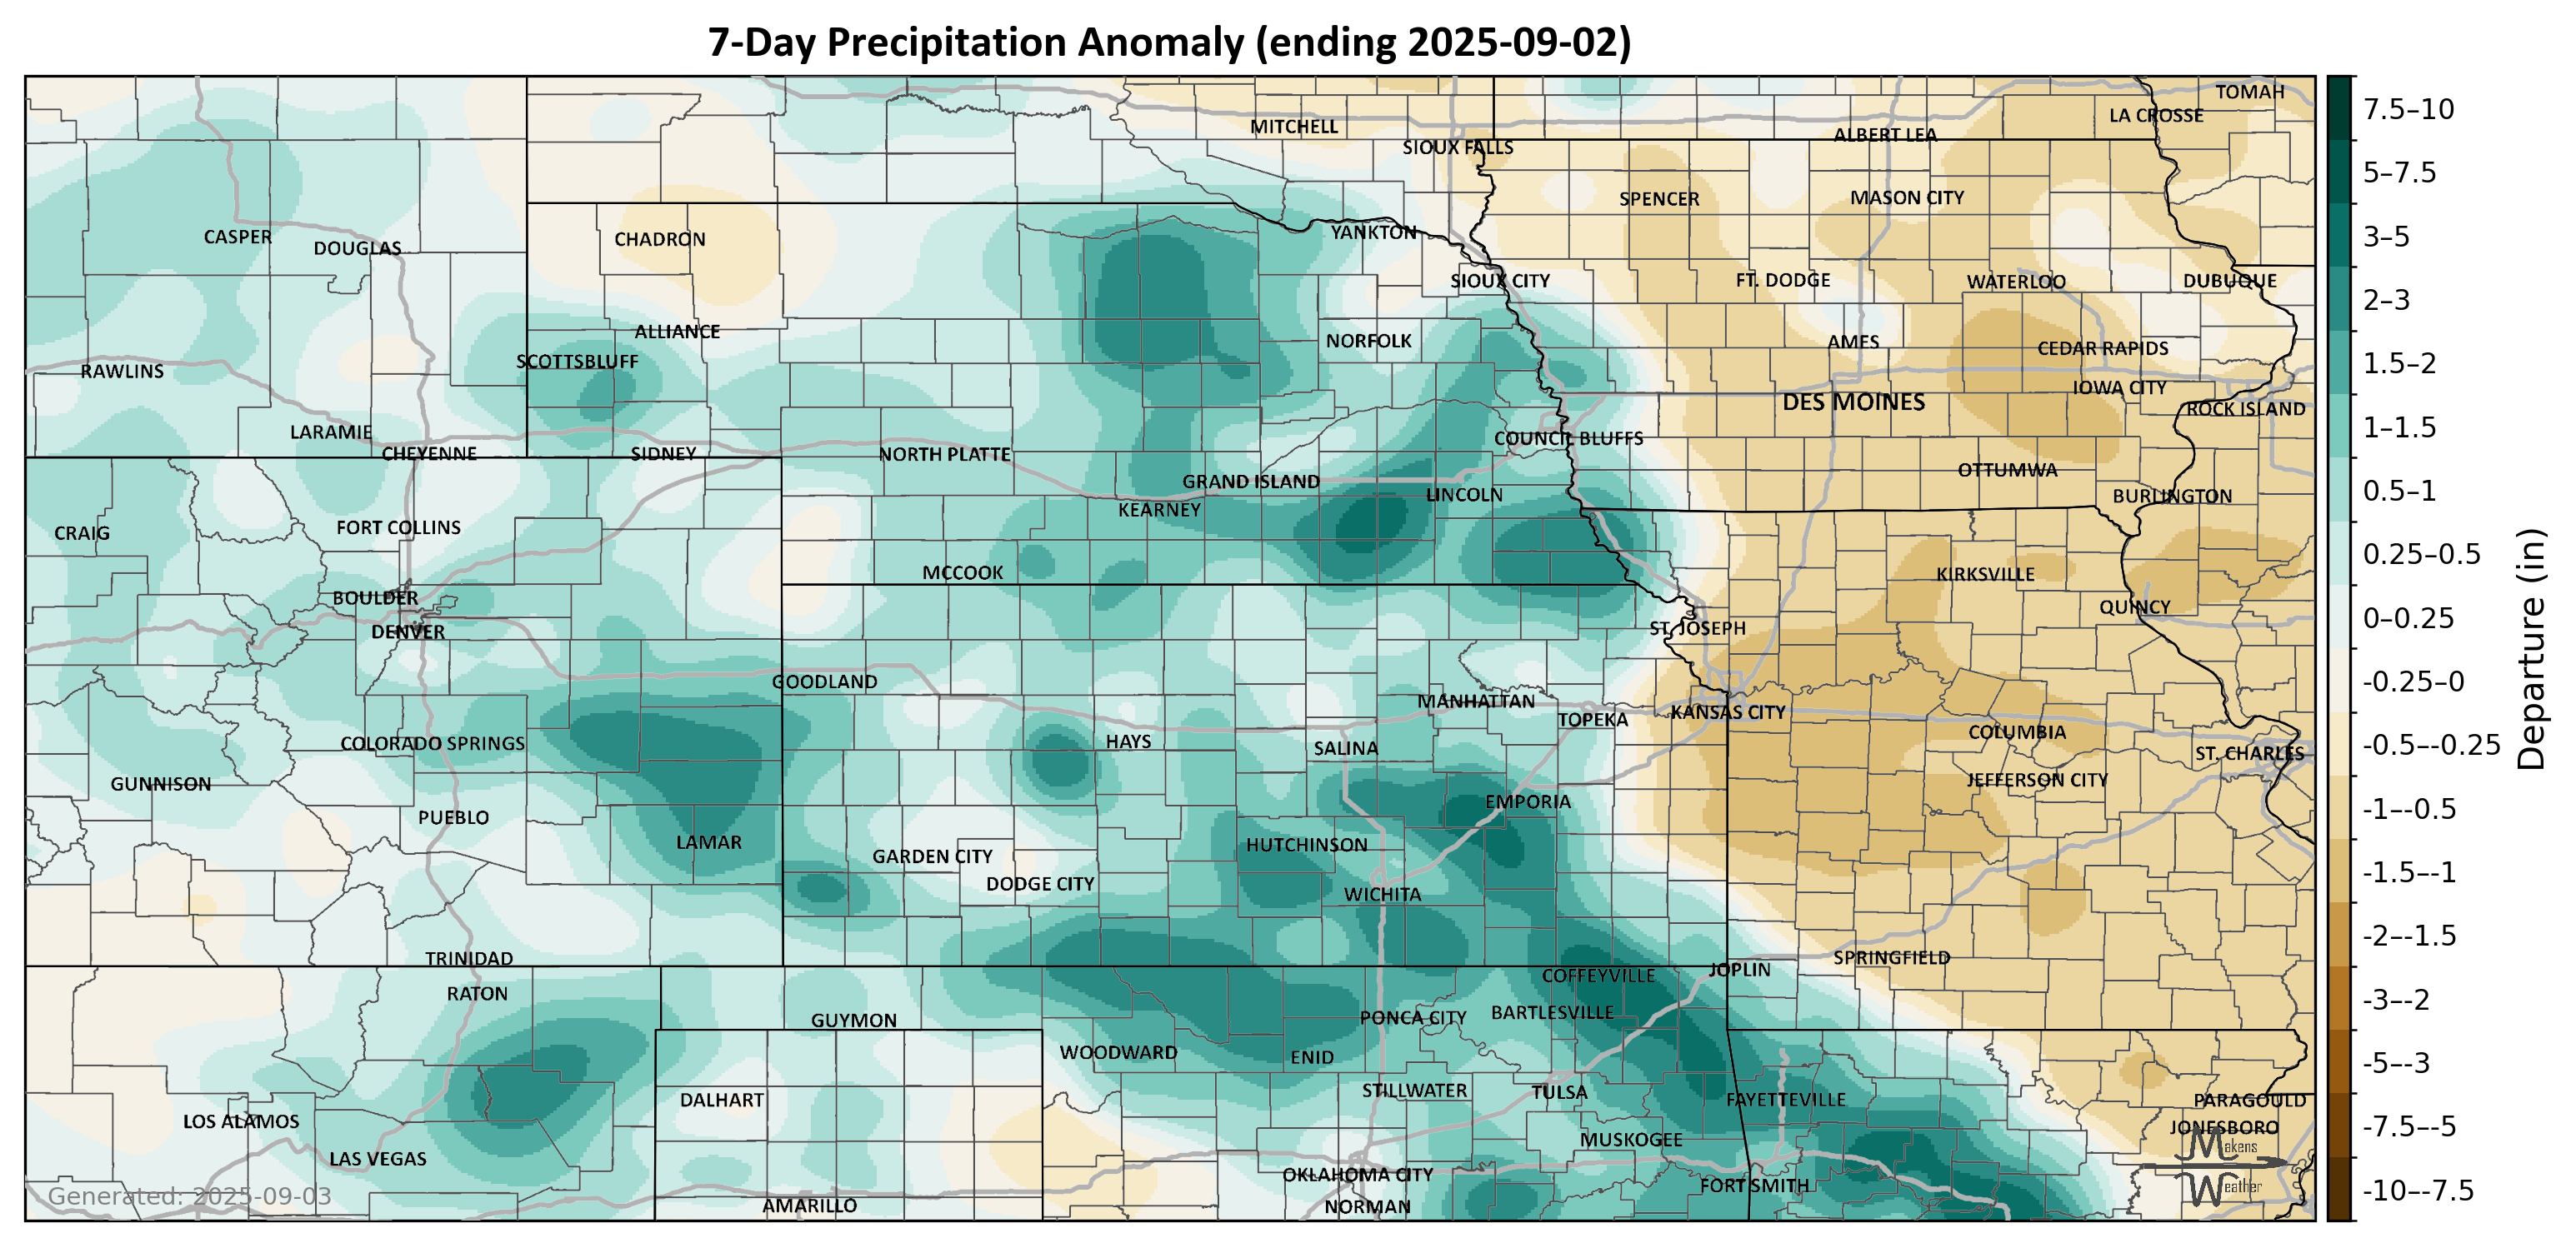 7-Day Precipitation Anomaly (ending 2025-09-02)
TOMAH
LA CROSSE
MITCHELL
ALBERT LEA
SIOUX FALLS
SPENCER
MASON CITY
CASPER
DOUGLAS
CHADRON
YANKTON
SIOUX CITY
FT. DODGE
WATERLOO
DUBUQUE
ALLIANCE
NORFOLK
AMES
CEDAR RAPIDS
SCOTTSBLUFF
RAWLINS
IOWA CITY
DES MOINES
ROCK ISLAND
LARAMIE
COUNCIL BLUFFS
CHEYENNE
SIDNEY
NORTH PLATTE
OTTUMWA
GRAND ISLAND
LINCOLN
BURLINGTON
KEARNEY
CRAIG
FORT COLLINS
MCCOOK
KIRKSVILLE
BOULDER
QUINCY
DENVER
ST. JOSEPH
GOODLAND
MANHATTAN
KANSAS CITY
TOPEKA
COLUMBIA
COLORADO SPRINGS
HAYS
SALINA
ST. CHARLES
GUNNISON
JEFFERSON CITY
EMPORIA
PUEBLO
LAMAR
HUTCHINSON
GARDEN CITY
DODGE CITY
WICHITA
TRINIDAD
SPRINGFIELD
JOPLIN
COFFEYVILLE
RATON
BARTLESVILLE
GUYMON
PONCA CITY
WOODWARD
ENID
STILLWATER
TULSA
DALHART
FAYETTEVILLE
PARAGOULD
LOS ALAMOS
JONESBORO
MUSKOGEE
LAS VEGAS
OKLAHOMA CITY
FORT SMITH
AMARILLO
NORMAN
Makens
Weather
Generated: 2025-09-03
7.5–10
5–7.5
3–5
2–3
1.5–2
1–1.5
0.5–1
0.25–0.5
0–0.25
-0.25–0
-0.5–-0.25
-1–-0.5
-1.5–-1
-2–-1.5
-3–-2
-5–-3
-7.5–-5
-10–-7.5
Departure (in)